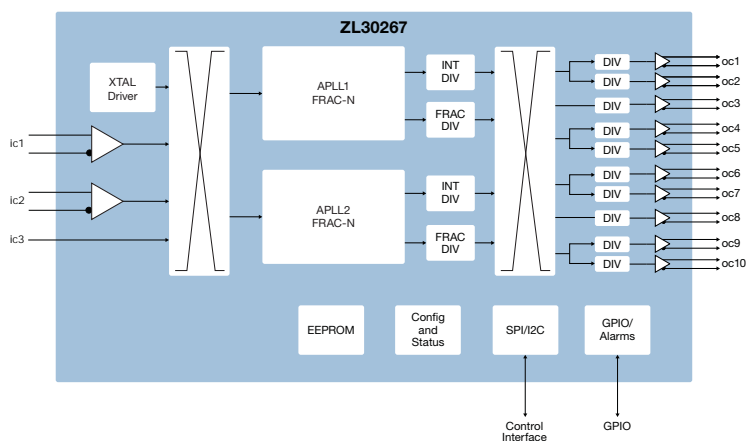 ZL30267
XTAL
Driver
ic1
ic2
ic3
APLL1
FRAC-N
APLL2
FRAC-N
INT
DIV
FRAC
DIV
INT
DIV
FRAC
DIV
DIV
oc1
DIV
oc2
DIV
oc3
DIV
oc4
DIV
oc5
DIV
oc6
DIV
oc7
DIV
oc8
DIV
oc9
DIV
oc10
EEPROM
Config
and
Status
SPI/I2C
GPIO/
Alarms
Control
Interface
GPIO